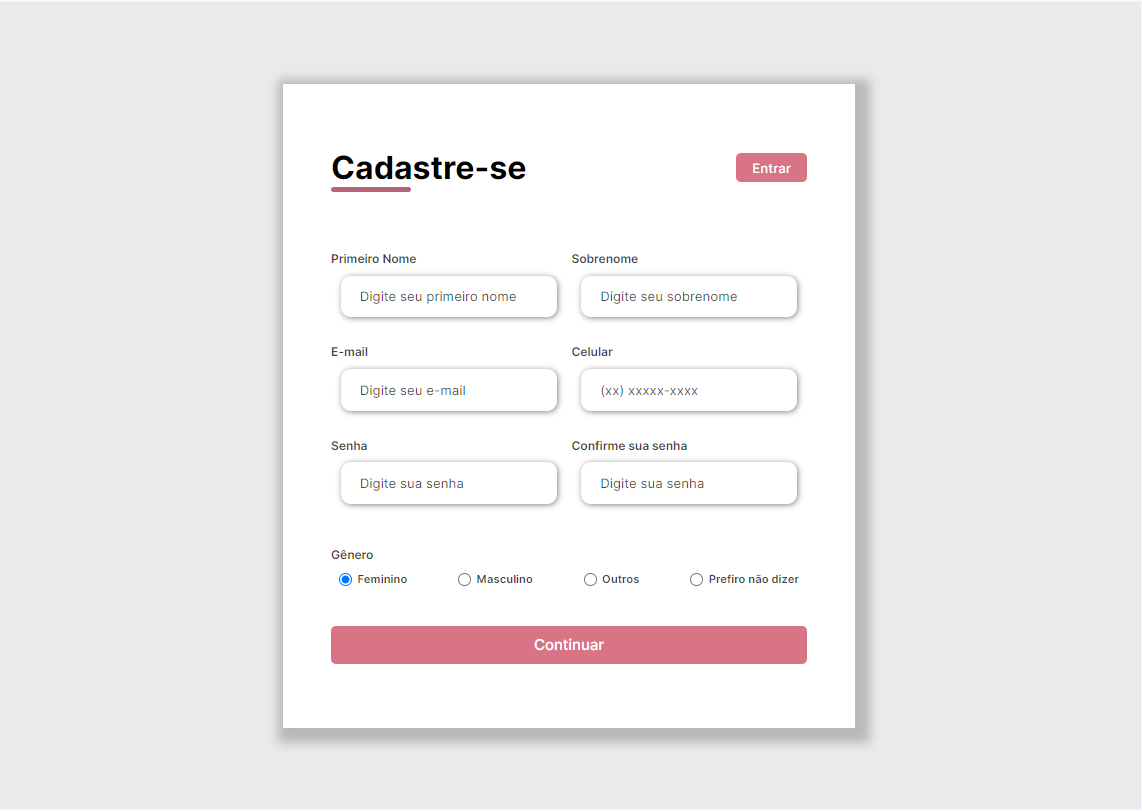 Cadastre-se Entrar
Primeiro Nome Sobrenome
Digite seu primeiro nome Digite seu sobrenome
E-mail Celular
Digite seu e-mail (xx) xxxxx-xxxx
Senha Confirme sua senha
Digite sua senha Digite sua senha
Gênero
Feminino Masculino Outros Prefiro não dizer
Continuar